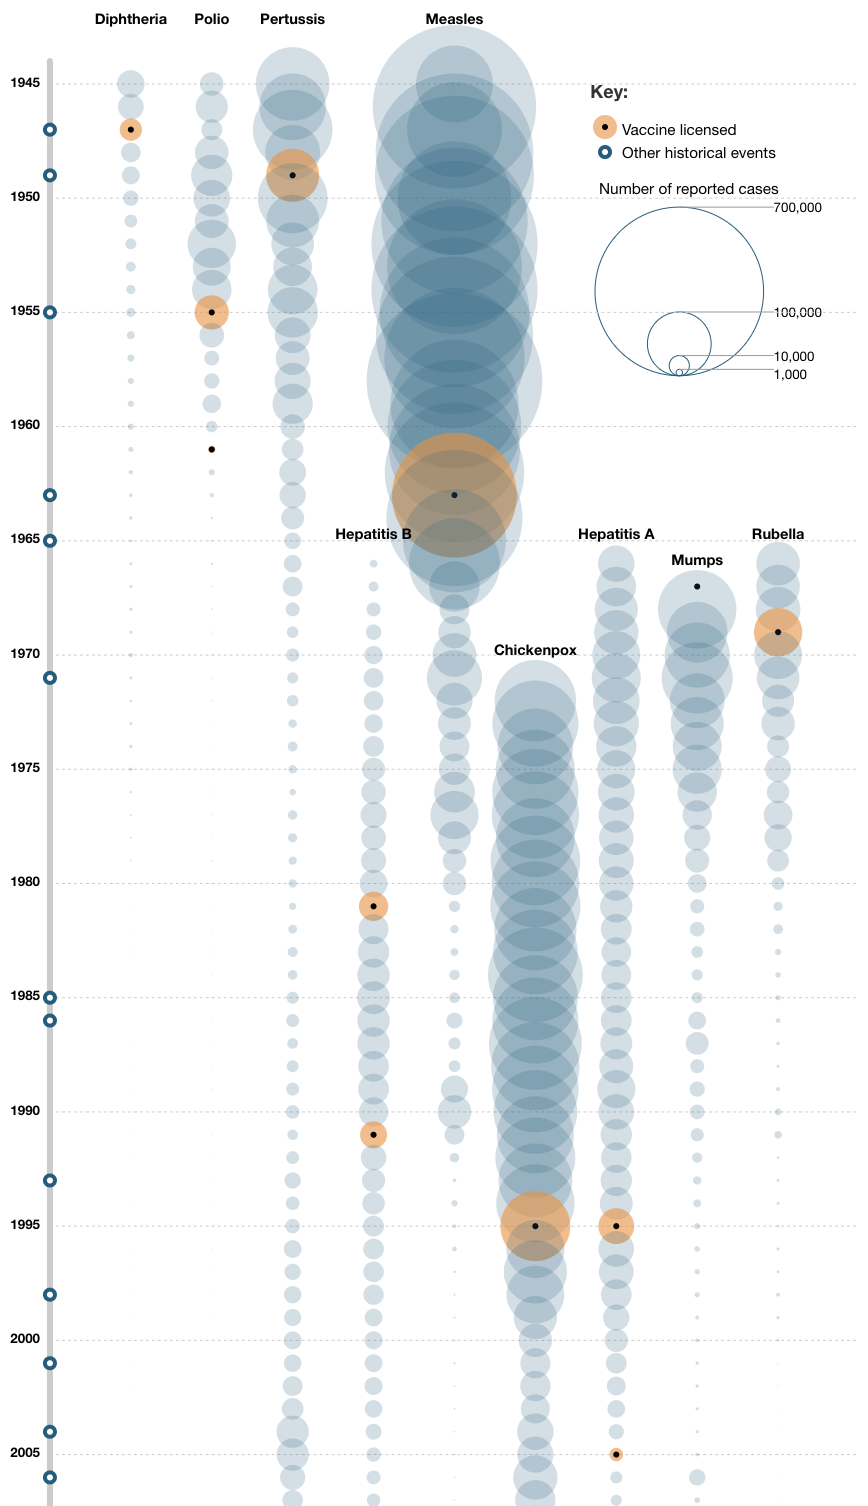 Diphtheria Polio Pertussis Measles
1945
Key:
Vaccine licensed
Other historical events
Number of reported cases
1950
700,000
1955
100,000
10,000
1,000
1960
1965
Hepatitis B Hepatitis A Rubella
Mumps
Chickenpox
1970
1975
1980
1985
1990
1995
2000
2005